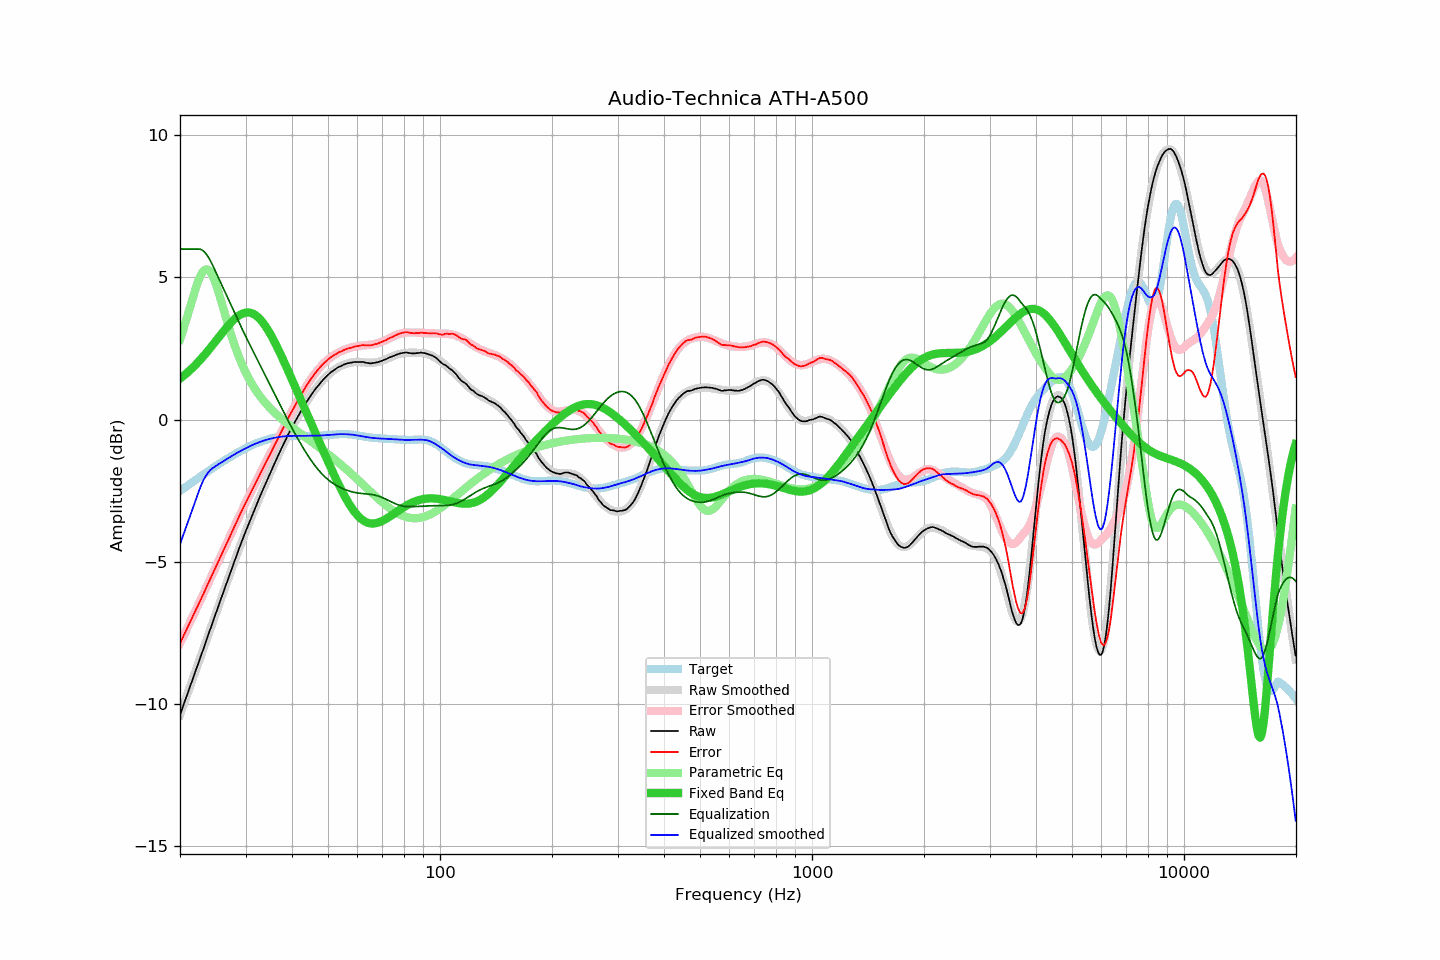 Audio-Technica ATH-A500
10
5
0
−5
−10
−15
Amplitude (dBr)
100
1000
10000
Frequency (Hz)
Target
Raw Smoothed
Error Smoothed
Raw
Error
Parametric Eq
Fixed Band Eq
Equalization
Equalized smoothed